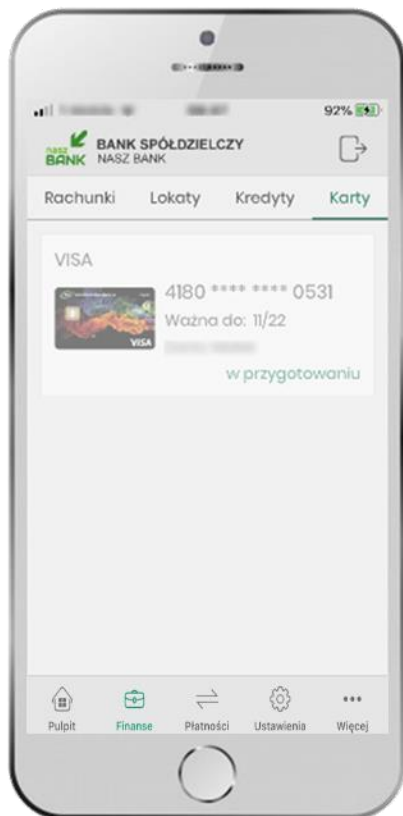 92%
nasz
BANK
BANK SPÓŁDZIELCZY
NASZ BANK
Rachunki Lokaty Kredyty Karty
VISA
4180 **** **** 0531
Ważna do: 11/22
VISA
w przygotowaniu
Pulpit Finanse Płatności Ustawienia Więcej